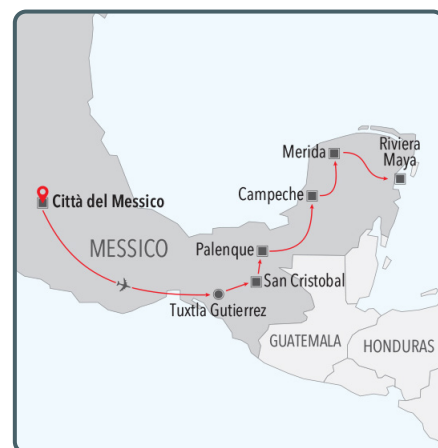 Riviera
Maya
Merida
Campeche
Città del Messico
MESSICO
Palenque
San Cristobal
Tuxtla Gutierrez
GUATEMALA
HONDURAS